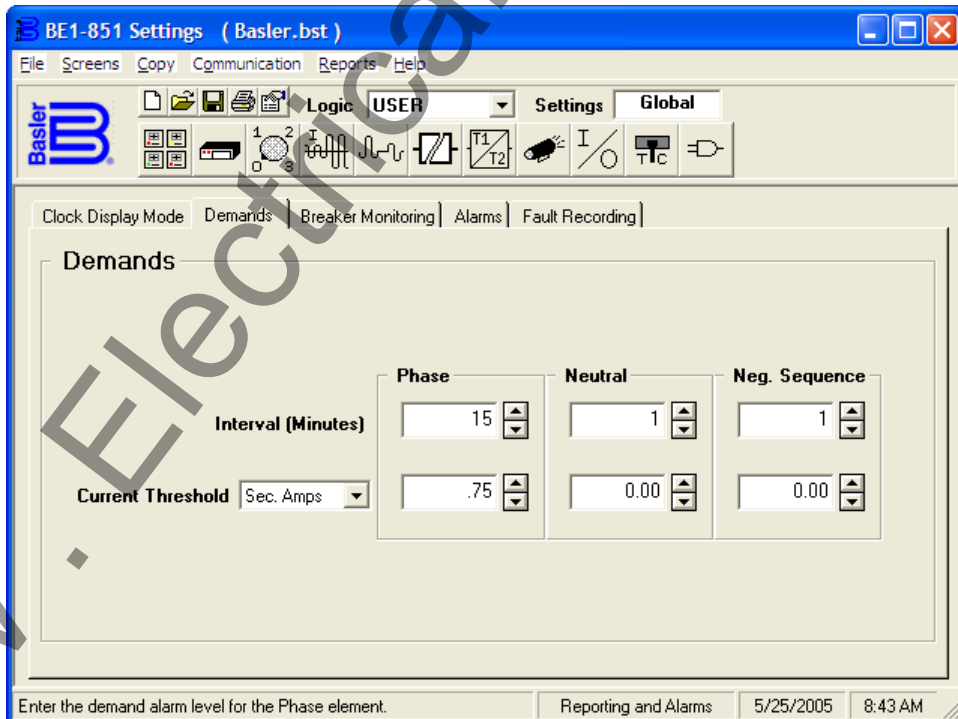 BE1-851 Settings ( Basler.bst )
File Screens Copy Communication Reports Help
Basler
Logic USER Settings Global
1 2 0 3 I T1 T2 I O T C
Clock Display Mode Demands Breaker Monitoring Alarms Fault Recording
Demands
Phase Neutral Neg. Sequence
Interval (Minutes) 15 1 1
Current Threshold Sec. Amps .75 0.00 0.00
Enter the demand alarm level for the Phase element. Reporting and Alarms 5/25/2005 8:43 AM
. Electrical